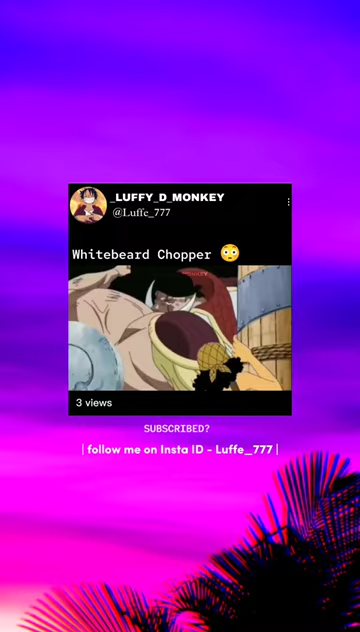 _LUFFY_D_MONKEY
@Luffe_777
Whitebeard Chopper 😳
3 views
SUBSCRIBED?
| follow me on Insta ID - Luffe_777 |